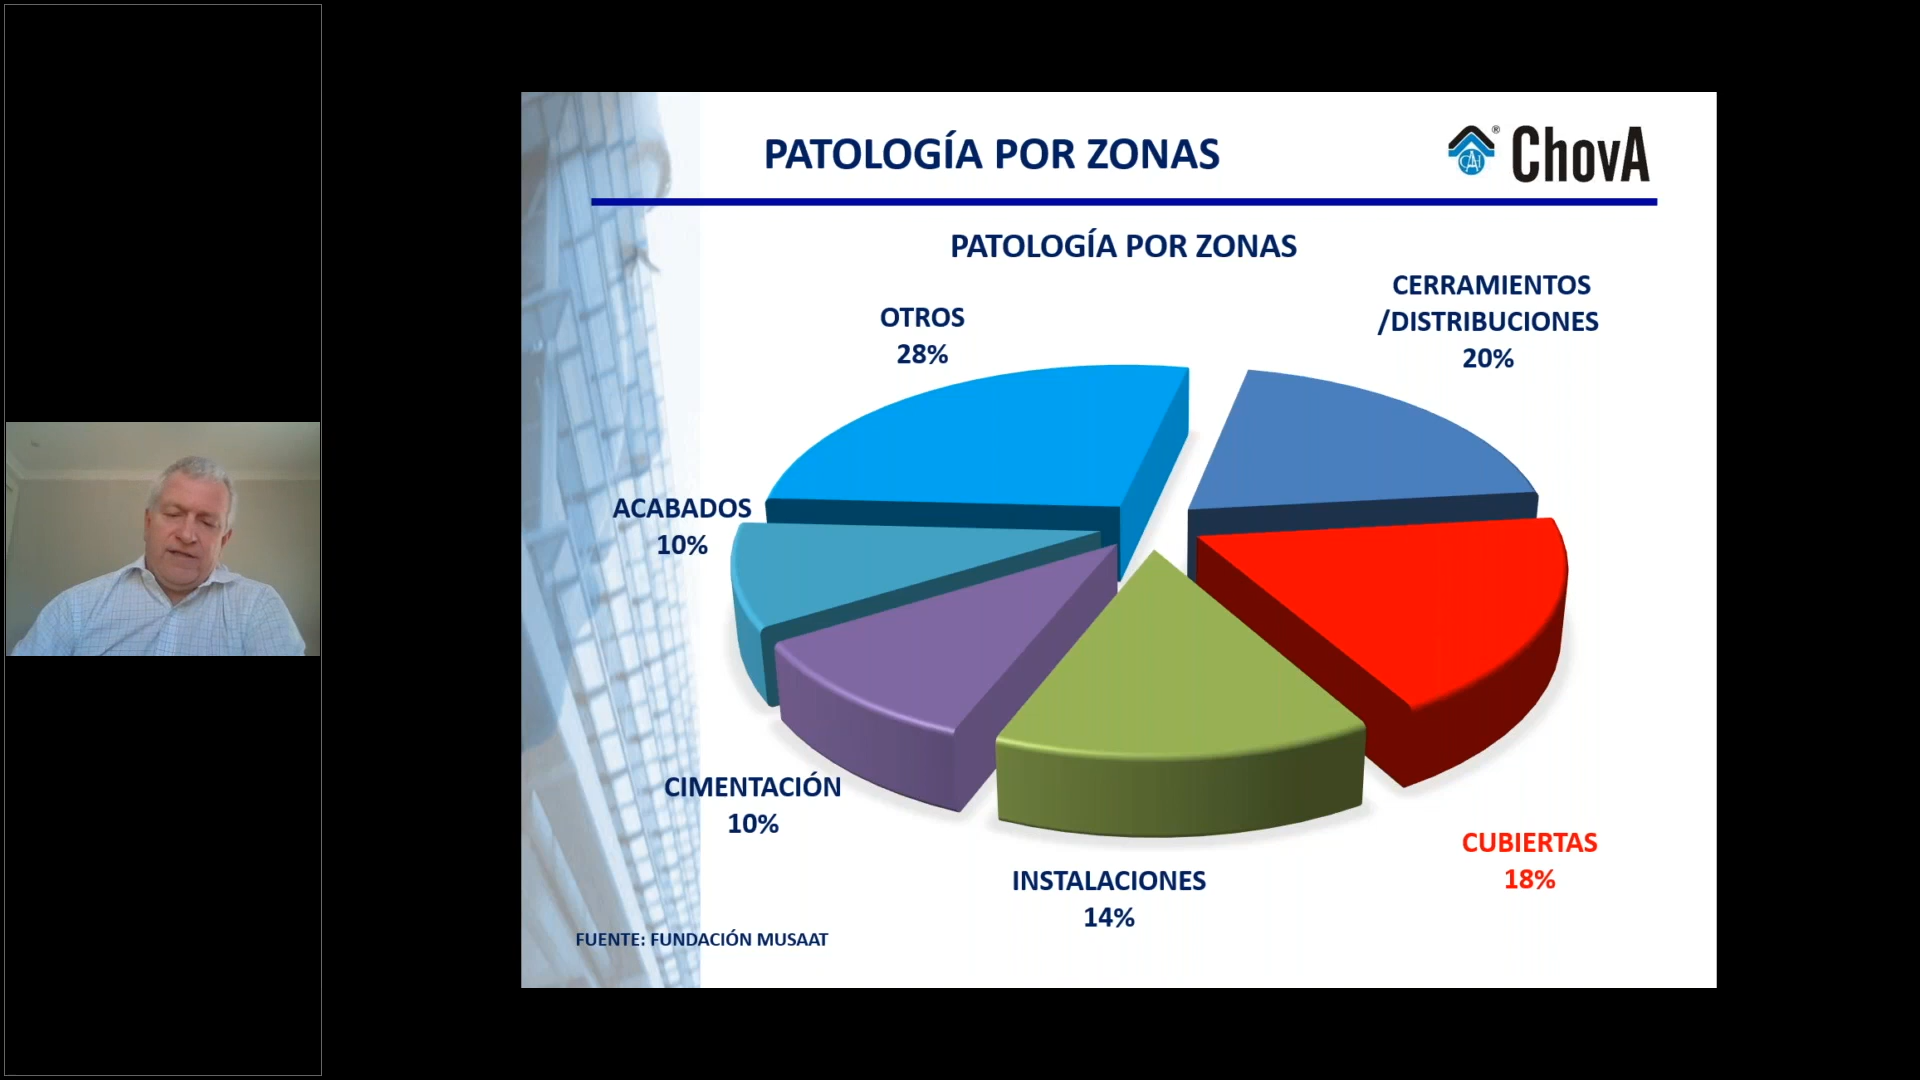 PATOLOGÍA POR ZONAS
® ChovA
PATOLOGÍA POR ZONAS
CERRAMIENTOS
/DISTRIBUCIONES
20%
OTROS
28%
ACABADOS
10%
CIMENTACIÓN
10%
INSTALACIONES
14%
CUBIERTAS
18%
FUENTE: FUNDACIÓN MUSAAT